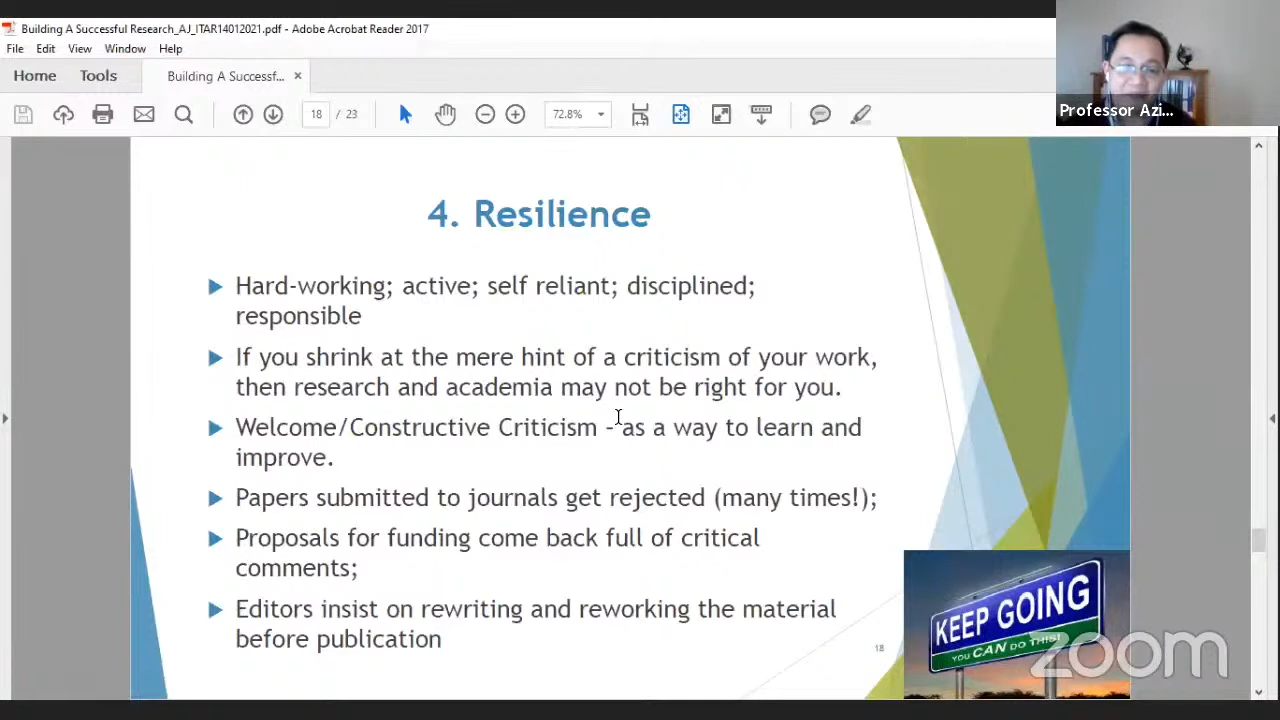 Building A Successful Research_AJ_ITAR14012021.pdf - Adobe Acrobat Reader 2017
File Edit View Window Help
Home Tools Building A Successf... ×
18 / 23 72.8%
Professor Azi...
4. Resilience
Hard-working; active; self reliant; disciplined;
responsible
If you shrink at the mere hint of a criticism of your work,
then research and academia may not be right for you.
Welcome/Constructive Criticism – as a way to learn and
improve.
Papers submitted to journals get rejected (many times!);
Proposals for funding come back full of critical
comments;
Editors insist on rewriting and reworking the material
before publication
18
KEEP GOING
YOU CAN DO THIS!
zoom